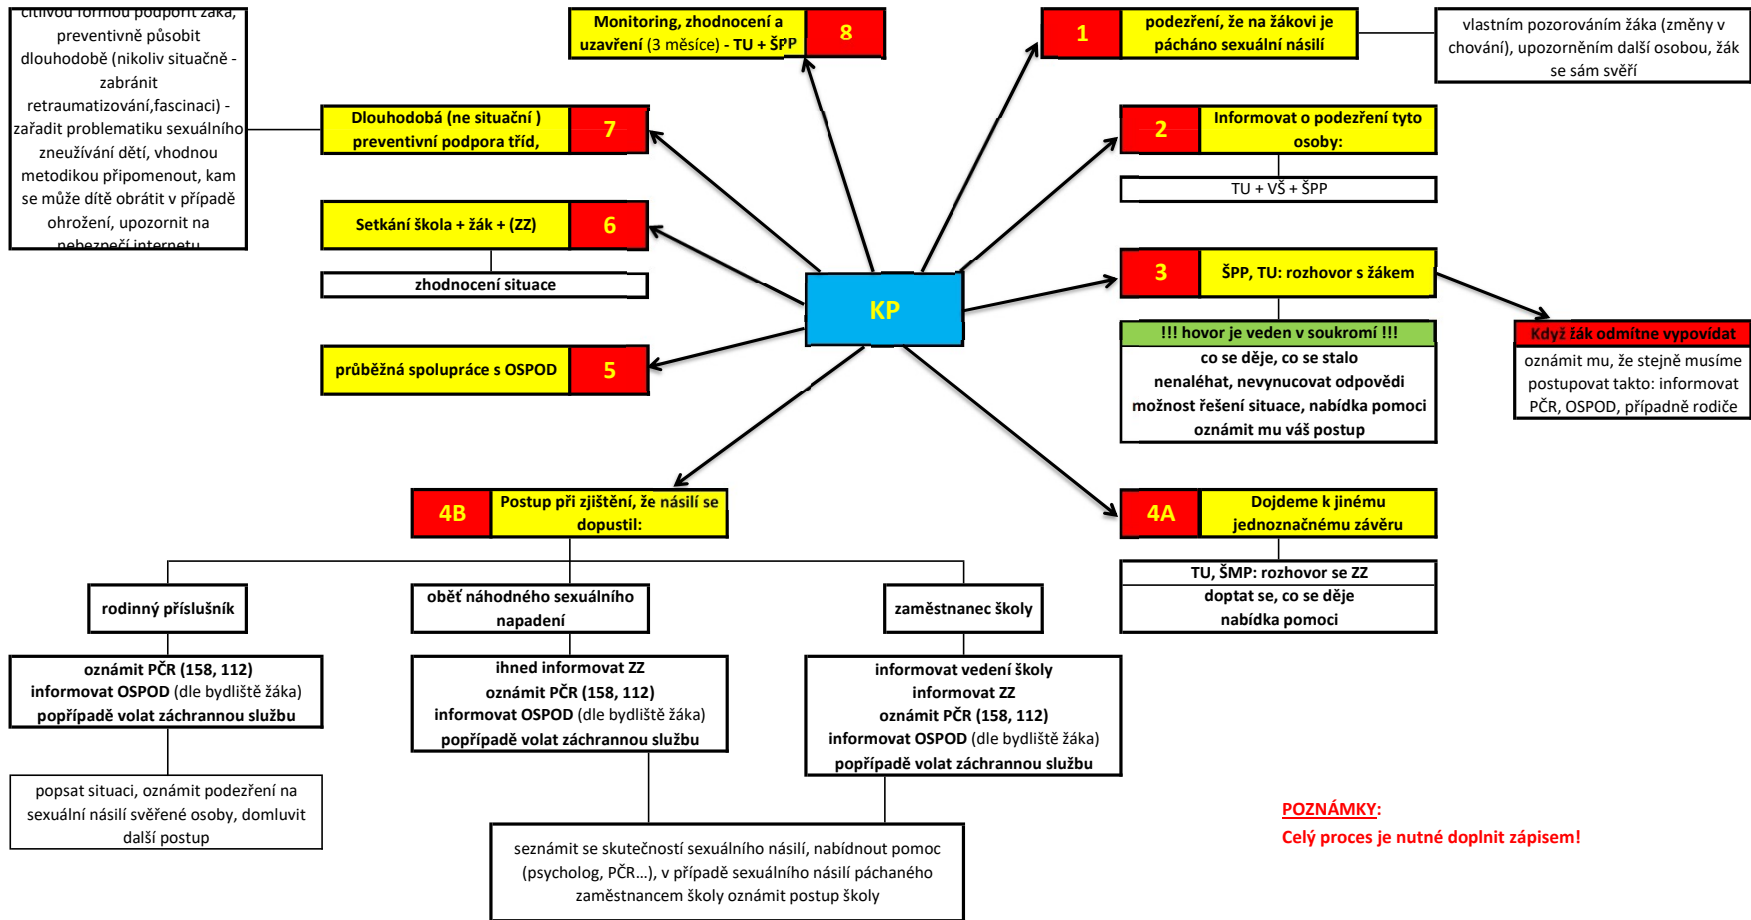 citlivou formou podpořit žáka,
preventivně působit
dlouhodobě (nikoliv situačně -
zabránit
retraumatizování,fascinaci) -
zařadit problematiku sexuálního
zneužívání dětí, vhodnou
metodikou připomenout, kam
se může dítě obrátit v případě
ohrožení, upozornit na
nebezpečí internetu
Monitoring, zhodnocení a
uzavření (3 měsíce) - TU + ŠPP
8
1
podezření, že na žákovi je
pácháno sexuální násilí
vlastním pozorováním žáka (změny v
chování), upozorněním další osobou, žák
se sám svěří
Dlouhodobá (ne situační )
preventivní podpora tříd,
7
2
Informovat o podezření tyto
osoby:
TU + VŠ + ŠPP
Setkání škola + žák + (ZZ)
6
zhodnocení situace
KP
3
ŠPP, TU: rozhovor s žákem
!!! hovor je veden v soukromí !!!
co se děje, co se stalo
nenaléhat, nevynucovat odpovědi
možnost řešení situace, nabídka pomoci
oznámit mu váš postup
Když žák odmítne vypovídat
oznámit mu, že stejně musíme
postupovat takto: informovat
PČR, OSPOD, případně rodiče
průběžná spolupráce s OSPOD
5
4B
Postup při zjištění, že násilí se
dopustil:
4A
Dojdeme k jinému
jednoznačnému závěru
TU, ŠMP: rozhovor se ZZ
doptat se, co se děje
nabídka pomoci
rodinný příslušník
oběť náhodného sexuálního
napadení
zaměstnanec školy
oznámit PČR (158, 112)
informovat OSPOD (dle bydliště žáka)
popřípadě volat záchrannou službu
ihned informovat ZZ
oznámit PČR (158, 112)
informovat OSPOD (dle bydliště žáka)
popřípadě volat záchrannou službu
informovat vedení školy
informovat ZZ
oznámit PČR (158, 112)
informovat OSPOD (dle bydliště žáka)
popřípadě volat záchrannou službu
popsat situaci, oznámit podezření na
sexuální násilí svěřené osoby, domluvit
další postup
seznámit se skutečností sexuálního násilí, nabídnout pomoc
(psycholog, PČR...), v případě sexuálního násilí páchaného
zaměstnancem školy oznámit postup školy
POZNÁMKY:
Celý proces je nutné doplnit zápisem!